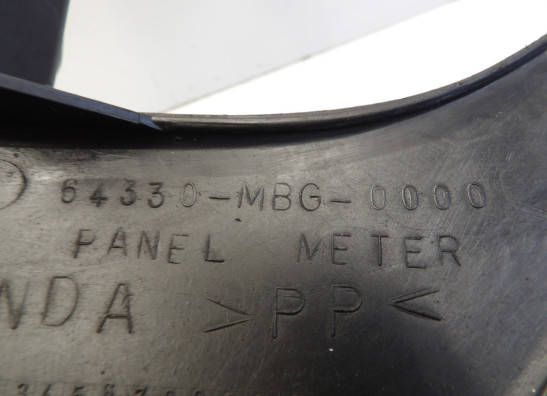 64330-MBG-0000
PANEL METER
NDA >PP<